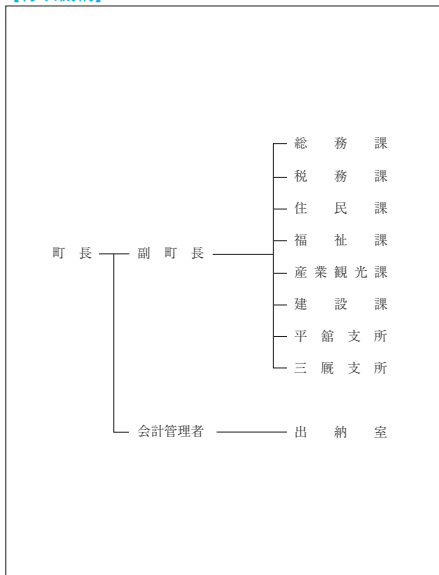 総務課
税務課
住民課
福祉課
町長 副町長
産業観光課
建設課
平舘支所
三厩支所
会計管理者 出納室